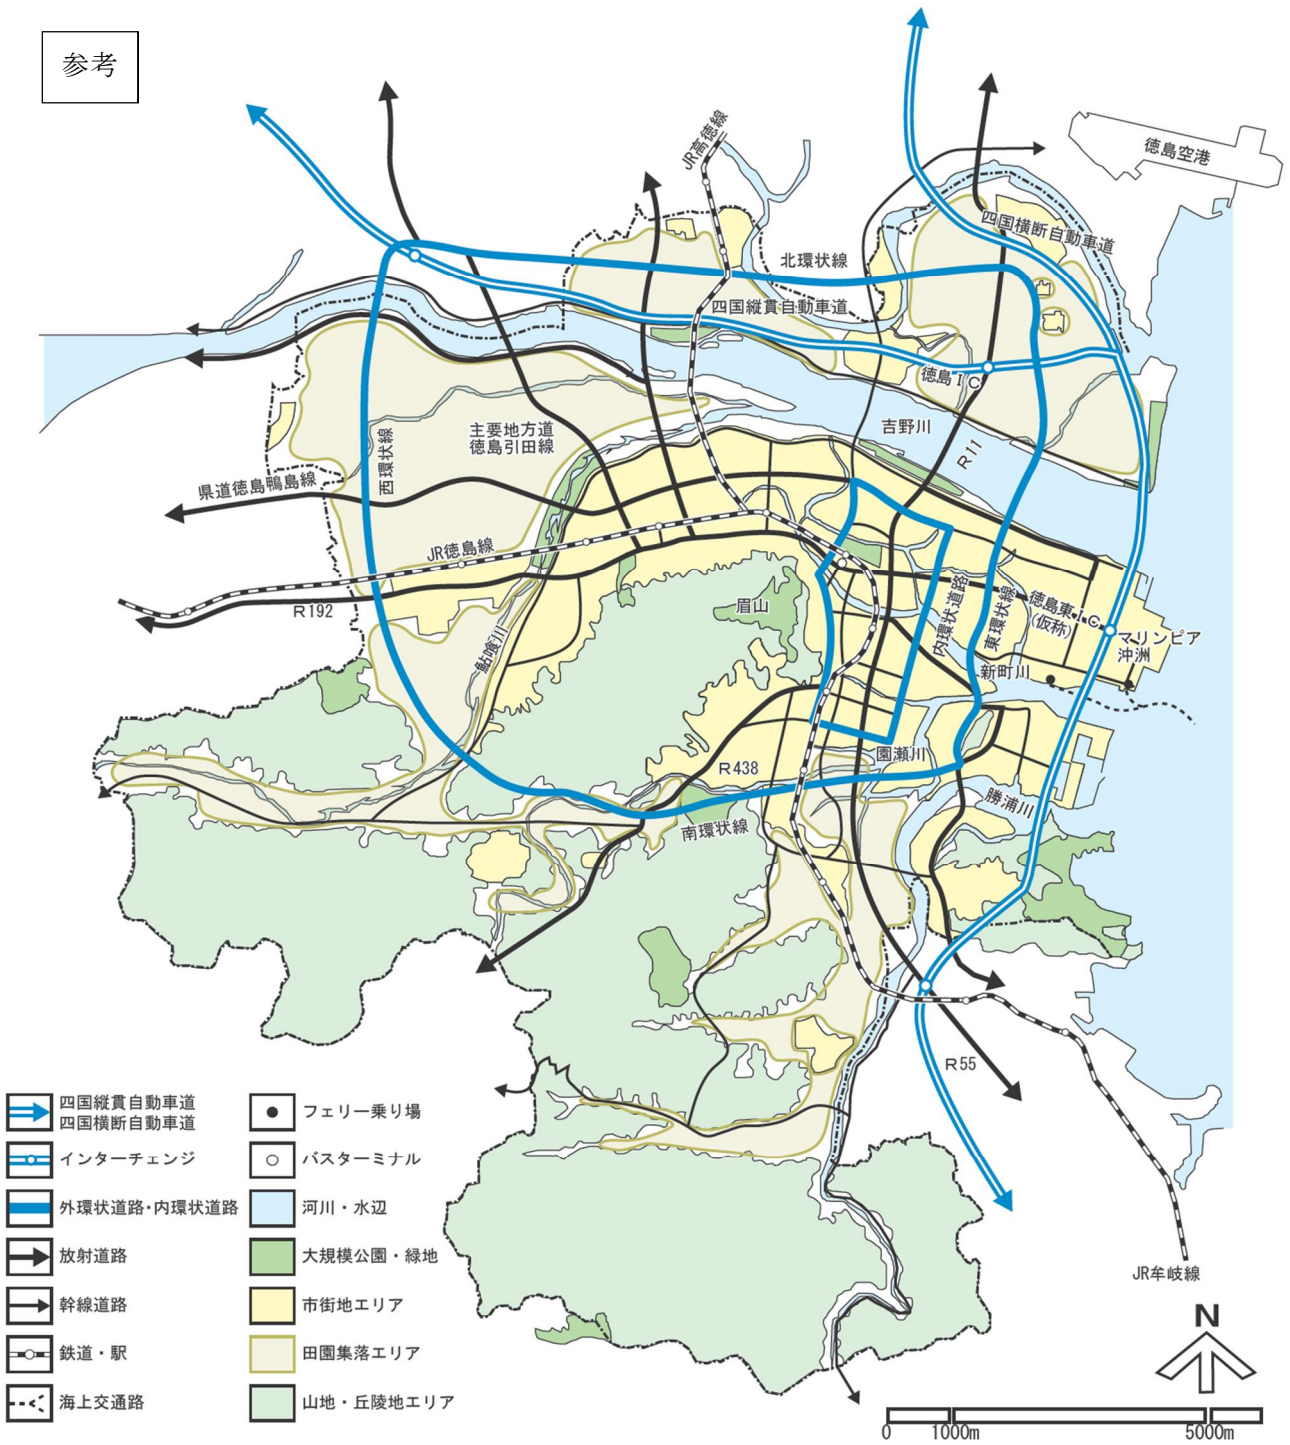 参考
JR高徳線
徳島空港
四国横断自動車道
北環状線
四国縦貫自動車道
徳島IC
吉野川
R11
主要地方道
徳島引田線
西環状線
県道徳島鴨島線
JR徳島線
R192
眉山
鮎喰川
内環状道路
東環状線
徳島東IC
(仮称)
マリンピア
沖洲
新町川
園瀬川
R438
勝浦川
南環状線
R55
JR牟岐線
四国縦貫自動車道
四国横断自動車道
インターチェンジ
外環状道路・内環状道路
放射道路
幹線道路
鉄道・駅
海上交通路
フェリー乗り場
バスターミナル
河川・水辺
大規模公園・緑地
市街地エリア
田園集落エリア
山地・丘陵地エリア
N
0 1000m 5000m